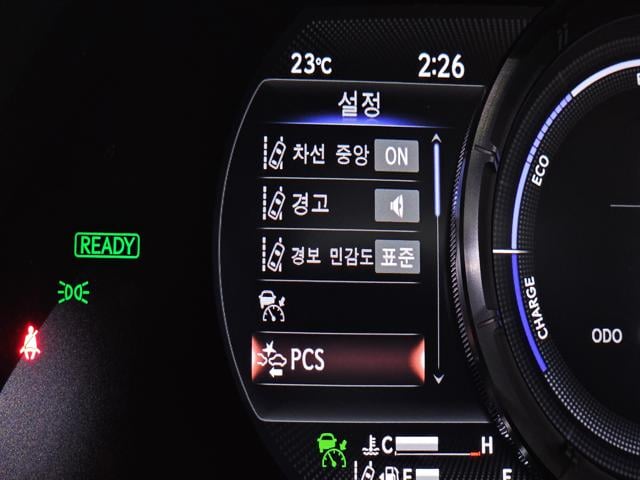 23°C 2:26
설정
차선 중앙 ON
경고
경보 민감도 표준
PCS
READY
ECO
CHARGE
ODO
C H
E F